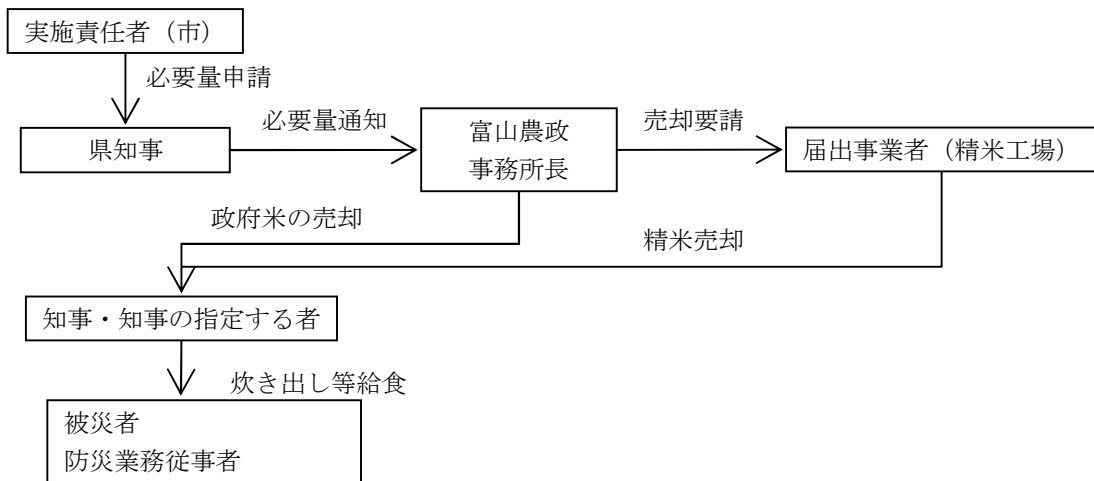 実施責任者（市）
必要量申請
県知事
必要量通知
富山農政
事務所長
売却要請
届出事業者（精米工場）
政府米の売却
精米売却
知事・知事の指定する者
炊き出し等給食
被災者
防災業務従事者